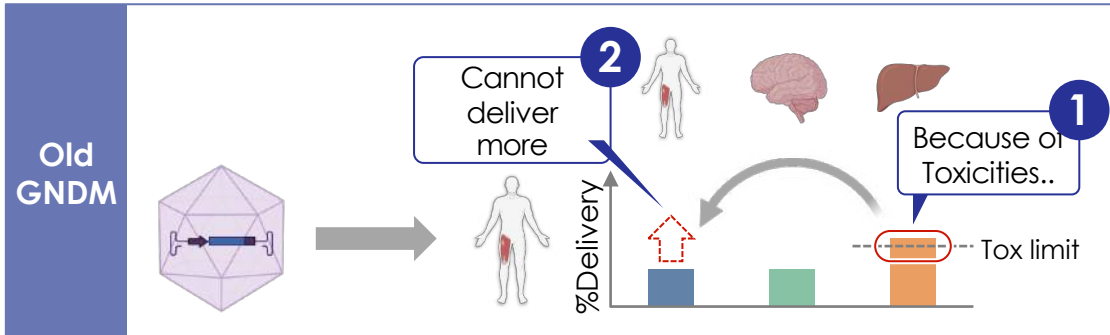 Old
GNDM
2
Cannot
deliver
more
1
Because of
Toxicities..
%Delivery
Tox limit